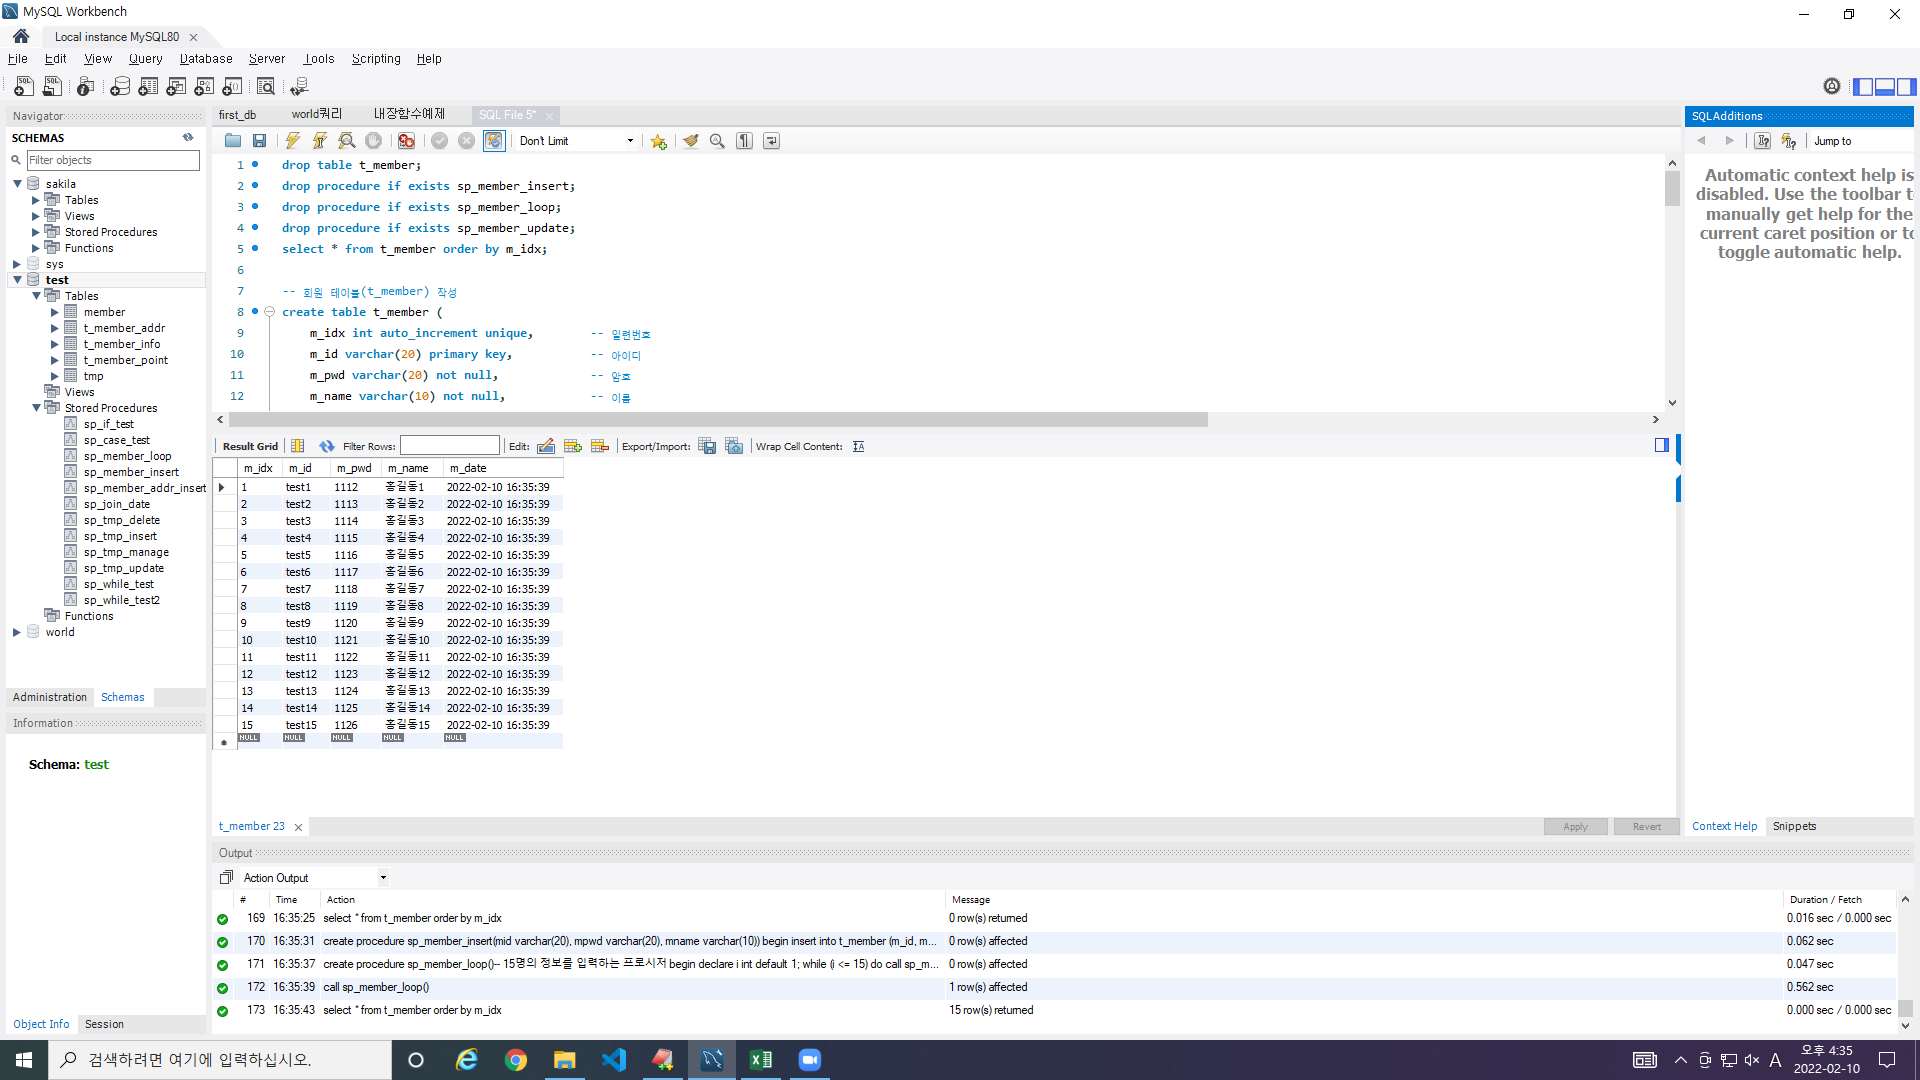 MySQL Workbench
Local instance MySQL80
File Edit View Query Database Server Tools Scripting Help
Navigator
SCHEMAS
Filter objects
sakila
Tables
Views
Stored Procedures
Functions
sys
test
Tables
member
t_member_addr
t_member_info
t_member_point
tmp
Views
Stored Procedures
sp_if_test
sp_case_test
sp_member_loop
sp_member_insert
sp_member_addr_insert
sp_join_date
sp_tmp_delete
sp_tmp_insert
sp_tmp_manage
sp_tmp_update
sp_while_test
sp_while_test2
Functions
world
Administration Schemas
Information
Schema: test
Object Info Session
first_db world쿼리 내장함수예제 SQL File 5*
Don't Limit
1 drop table t_member;
2 drop procedure if exists sp_member_insert;
3 drop procedure if exists sp_member_loop;
4 drop procedure if exists sp_member_update;
5 select * from t_member order by m_idx;
6
7 -- 회원 테이블(t_member) 작성
8 create table t_member (
9 m_idx int auto_increment unique, -- 일련번호
10 m_id varchar(20) primary key, -- 아이디
11 m_pwd varchar(20) not null, -- 암호
12 m_name varchar(10) not null, -- 이름
Result Grid Filter Rows: Edit: Export/Import: Wrap Cell Content:
m_idx m_id m_pwd m_name m_date
1 test1 1112 홍길동1 2022-02-10 16:35:39
2 test2 1113 홍길동2 2022-02-10 16:35:39
3 test3 1114 홍길동3 2022-02-10 16:35:39
4 test4 1115 홍길동4 2022-02-10 16:35:39
5 test5 1116 홍길동5 2022-02-10 16:35:39
6 test6 1117 홍길동6 2022-02-10 16:35:39
7 test7 1118 홍길동7 2022-02-10 16:35:39
8 test8 1119 홍길동8 2022-02-10 16:35:39
9 test9 1120 홍길동9 2022-02-10 16:35:39
10 test10 1121 홍길동10 2022-02-10 16:35:39
11 test11 1122 홍길동11 2022-02-10 16:35:39
12 test12 1123 홍길동12 2022-02-10 16:35:39
13 test13 1124 홍길동13 2022-02-10 16:35:39
14 test14 1125 홍길동14 2022-02-10 16:35:39
15 test15 1126 홍길동15 2022-02-10 16:35:39
NULL NULL NULL NULL NULL
t_member 23
Apply Revert
SQLAdditions
Jump to
Automatic context help is
disabled. Use the toolbar t
manually get help for the
current caret position or to
toggle automatic help.
Context Help Snippets
Output
Action Output
# Time Action Message Duration / Fetch
169 16:35:25 select * from t_member order by m_idx 0 row(s) returned 0.016 sec / 0.000 sec
170 16:35:31 create procedure sp_member_insert(mid varchar(20), mpwd varchar(20), mname varchar(10)) begin insert into t_member (m_id, m... 0 row(s) affected 0.062 sec
171 16:35:37 create procedure sp_member_loop()-- 15명의 정보를 입력하는 프로시저 begin declare i int default 1; while (i <= 15) do call sp_m... 0 row(s) affected 0.047 sec
172 16:35:39 call sp_member_loop() 1 row(s) affected 0.562 sec
173 16:35:43 select * from t_member order by m_idx 15 row(s) returned 0.000 sec / 0.000 sec
검색하려면 여기에 입력하십시오.
A
오후 4:35
2022-02-10